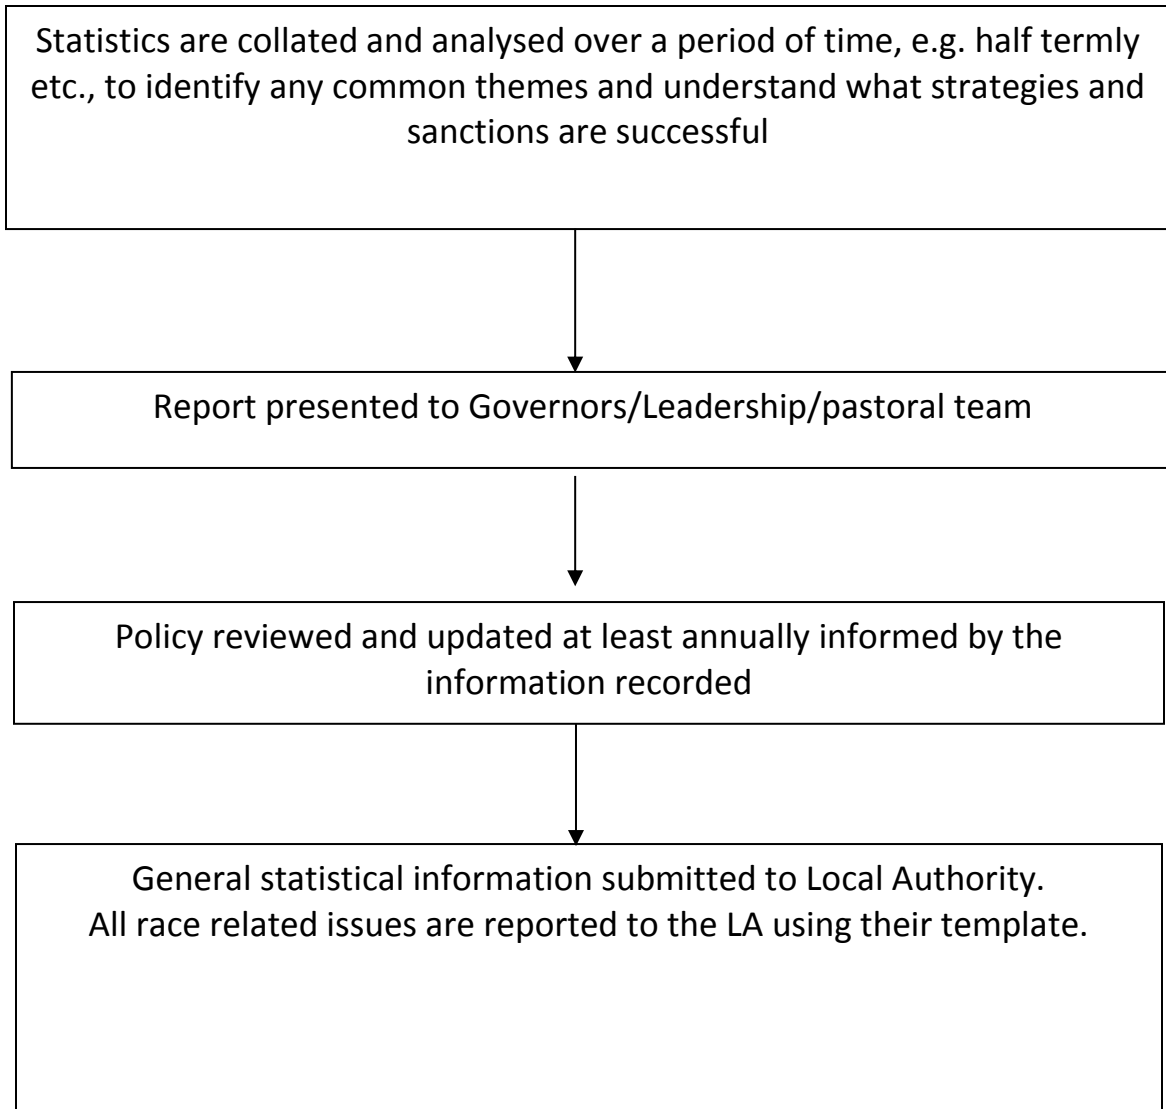 Statistics are collated and analysed over a period of time, e.g. half termly
etc., to identify any common themes and understand what strategies and
sanctions are successful
Report presented to Governors/Leadership/pastoral team
Policy reviewed and updated at least annually informed by the
information recorded
General statistical information submitted to Local Authority.
All race related issues are reported to the LA using their template.